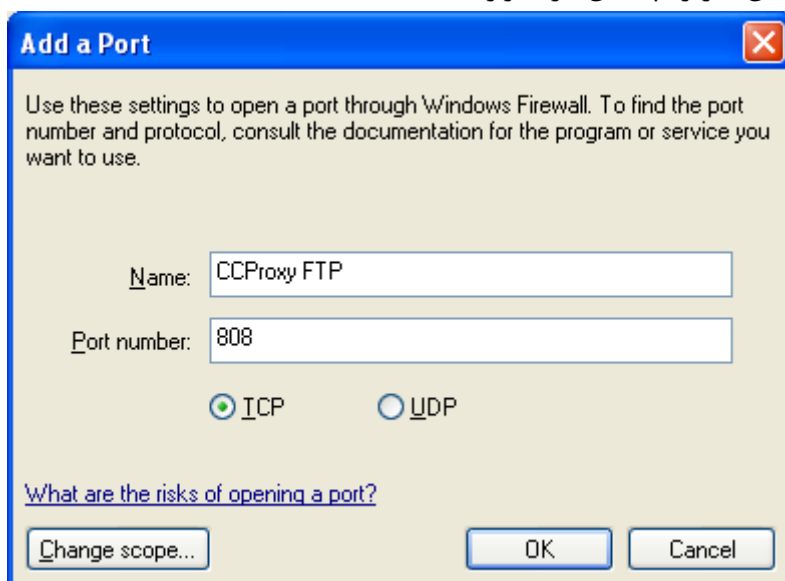 Add a Port
Use these settings to open a port through Windows Firewall. To find the port
number and protocol, consult the documentation for the program or service you
want to use.
Name: CCProxy FTP
Port number: 808
TCP UDP
What are the risks of opening a port?
Change scope... OK Cancel